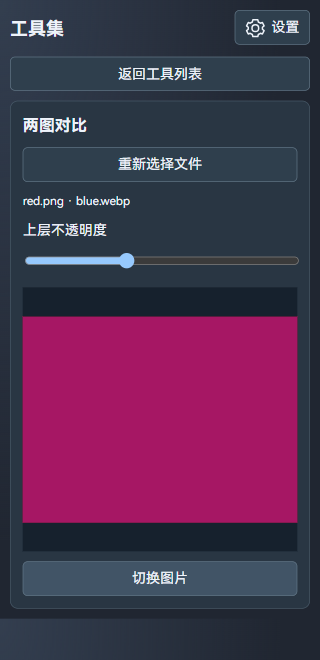 工具集
设置
返回工具列表
两图对比
重新选择文件
red.png · blue.webp
上层不透明度
切换图片